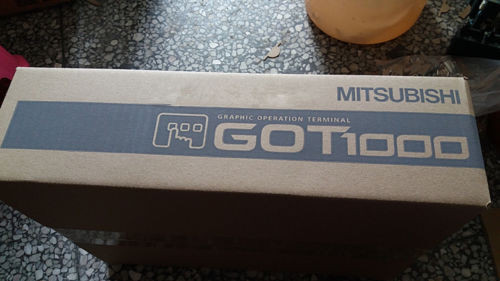 MITSUBISHI
GRAPHIC OPERATION TERMINAL
GOT1000